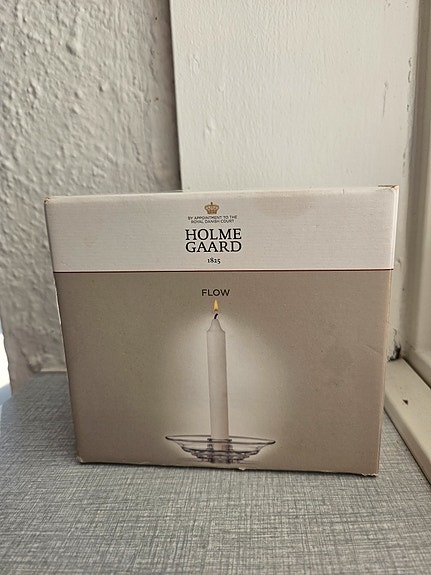 BY APPOINTMENT TO THE
ROYAL DANISH COURT
HOLME
GAARD
1825
FLOW